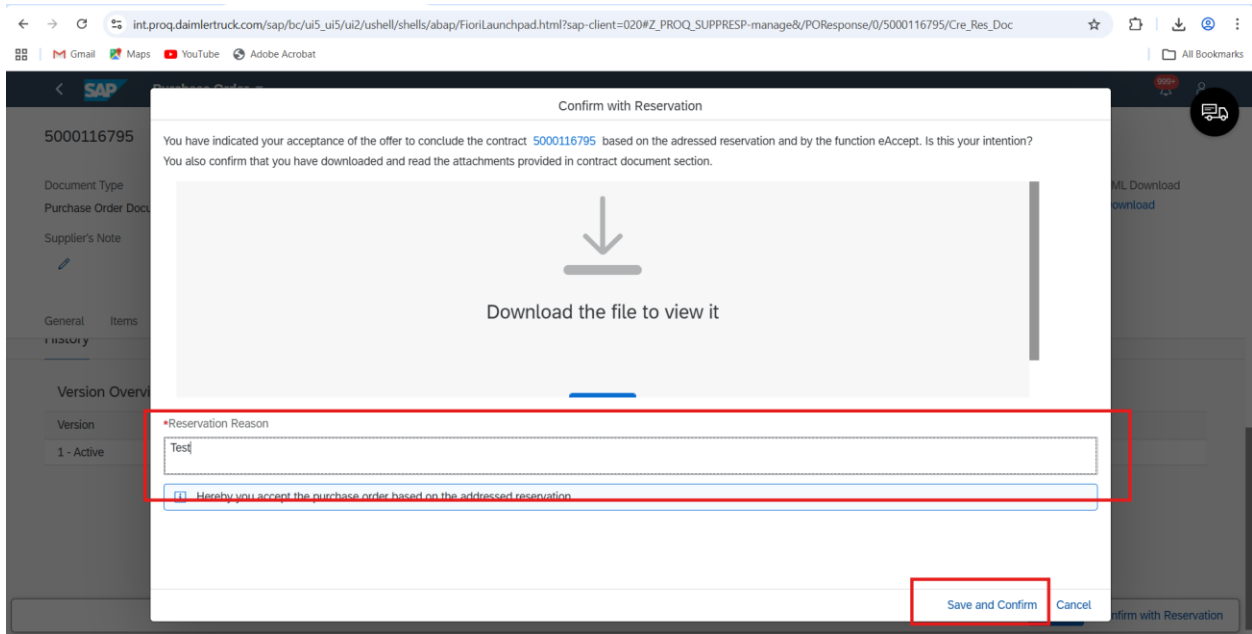 int.proq.daimlertruck.com/sap/bc/ui5_ui5/ui2/ushell/shells/abap/FioriLaunchpad.html?sap-client=020#Z_PROQ_SUPPRESP-manage&/POResponse/0/5000116795/Cre_Res_Doc
Gmail Maps YouTube Adobe Acrobat All Bookmarks
SAP Purchase Order 999+
Confirm with Reservation
5000116795
You have indicated your acceptance of the offer to conclude the contract 5000116795 based on the adressed reservation and by the function eAccept. Is this your intention?
You also confirm that you have downloaded and read the attachments provided in contract document section.
Document Type ML Download
Purchase Order Docu ownload
Supplier's Note
Download the file to view it
General Items
History
Version Overvi
*Reservation Reason
Version
Test
1 - Active
Hereby you accept the purchase order based on the addressed reservation
Save and Confirm Cancel
nfirm with Reservation